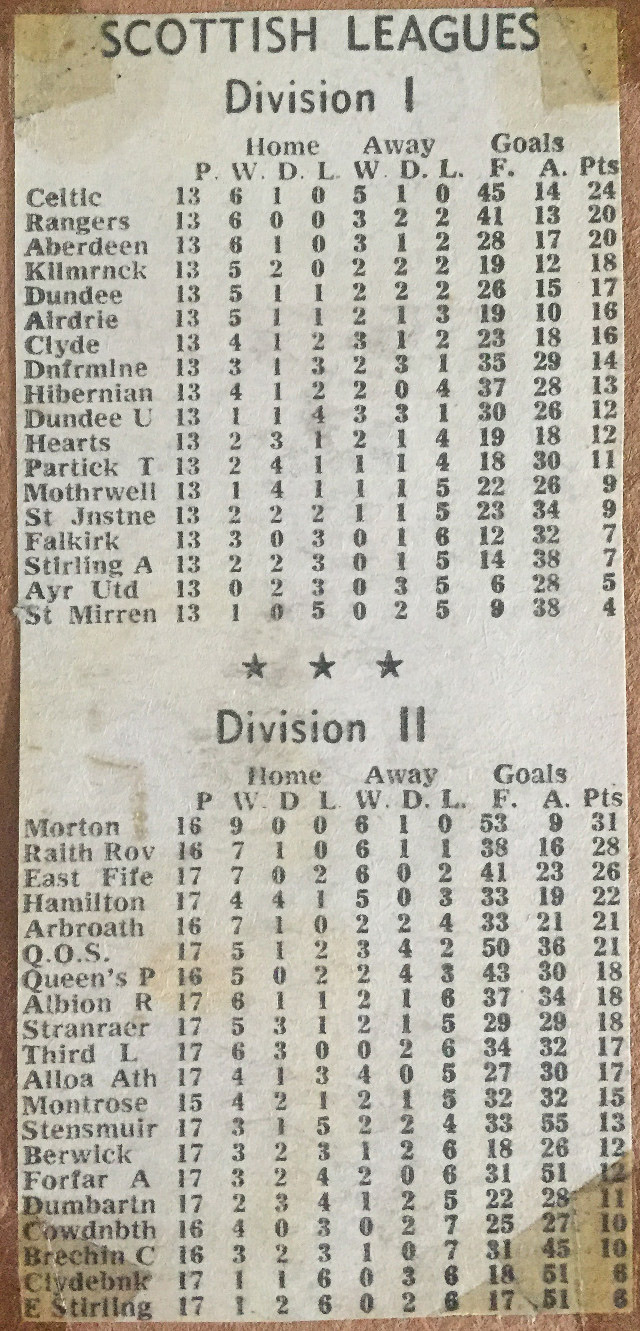 SCOTTISH LEAGUES
Division I
Home Away Goals
P. W. D. L. W. D. L. F. A. Pts
Celtic 13 6 1 0 5 1 0 45 14 24
Rangers 13 6 0 0 3 2 2 41 13 20
Aberdeen 13 6 1 0 3 1 2 28 17 20
Kilmrnck 13 5 2 0 2 2 2 19 12 18
Dundee 13 5 1 1 2 2 2 26 15 17
Airdrie 13 5 1 1 2 1 3 19 10 16
Clyde 13 4 1 2 3 1 2 23 18 16
Dnfrmlne 13 3 1 3 2 3 1 35 29 14
Hibernian 13 4 1 2 2 0 4 37 28 13
Dundee U 13 1 1 4 3 3 1 30 26 12
Hearts 13 2 3 1 2 1 4 19 18 12
Partick T 13 2 4 1 1 1 4 18 30 11
Mothrwell 13 1 4 1 1 1 5 22 26 9
St Jnstne 13 2 2 2 1 1 5 23 34 9
Falkirk 13 3 0 3 0 1 6 12 32 7
Stirling A 13 2 2 3 0 1 5 14 38 7
Ayr Utd 13 0 2 3 0 3 5 6 28 5
St Mirren 13 1 0 5 0 2 5 9 38 4
★ ★ ★
Division II
Home Away Goals
P W. D L W. D. L. F. A. Pts
Morton 16 9 0 0 6 1 0 53 9 31
Raith Rov 16 7 1 0 6 1 1 38 16 28
East Fife 17 7 0 2 6 0 2 41 23 26
Hamilton 17 4 4 1 5 0 3 33 19 22
Arbroath 16 7 1 0 2 2 4 33 21 21
Q.O.S. 17 5 1 2 3 4 2 50 36 21
Queen's P 16 5 0 2 2 4 3 43 30 18
Albion R 17 6 1 1 2 1 6 37 34 18
Stranraer 17 5 3 1 2 1 5 29 29 18
Third L 17 6 3 0 0 2 6 34 32 17
Alloa Ath 17 4 1 3 4 0 5 27 30 17
Montrose 15 4 2 1 2 1 5 32 32 15
Stensmuir 17 3 1 5 2 2 4 33 55 13
Berwick 17 3 2 3 1 2 6 18 26 12
Forfar A 17 3 2 4 2 0 6 31 51 12
Dumbartn 17 2 3 4 1 2 5 22 28 11
Cowdnbth 16 4 0 3 0 2 7 25 27 10
Brechin C 16 3 2 3 1 0 7 31 45 10
Clydebnk 17 1 1 6 0 3 6 18 51 6
E Stirling 17 1 2 6 0 2 6 17 51 6